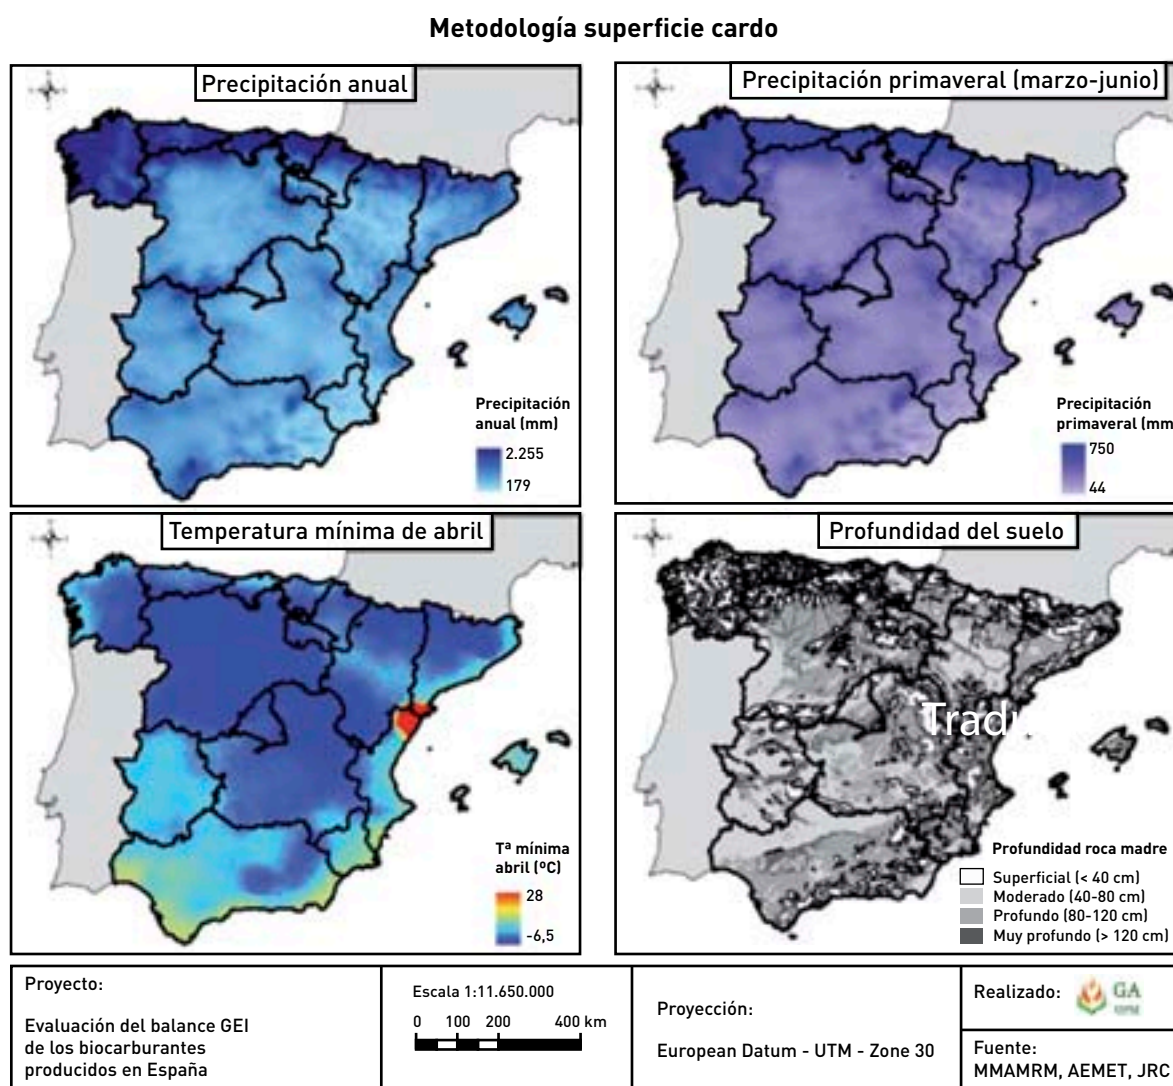 Metodología superficie cardo
Precipitación anual
Precipitación
anual (mm)
2.255
179
Precipitación primaveral (marzo-junio)
Precipitación
primaveral (mm
750
44
Temperatura mínima de abril
Tª mínima
abril (ºC)
28
-6,5
Profundidad del suelo
Tradu
Profundidad roca madre
Superficial (< 40 cm)
Moderado (40-80 cm)
Profundo (80-120 cm)
Muy profundo (> 120 cm)
Proyecto:
Evaluación del balance GEI
de los biocarburantes
producidos en España
Escala 1:11.650.000
0 100 200 400 km
Proyección:
European Datum - UTM - Zone 30
Realizado:
GA
UPM
Fuente:
MMAMRM, AEMET, JRC